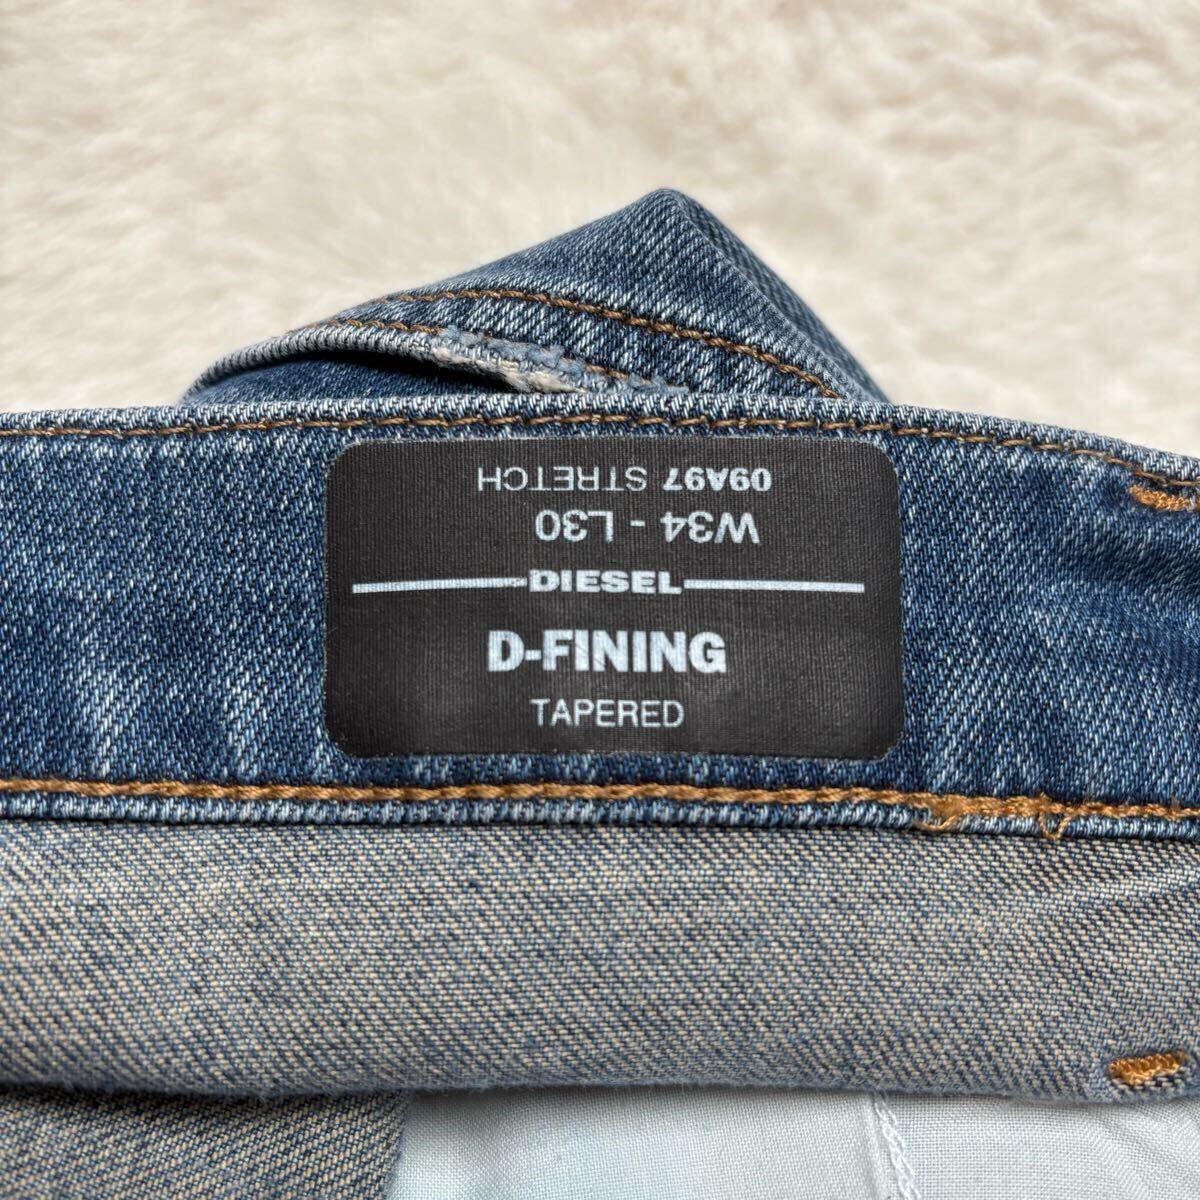 09A97 STRETCH
W34 - L30
DIESEL
D-FINING
TAPERED